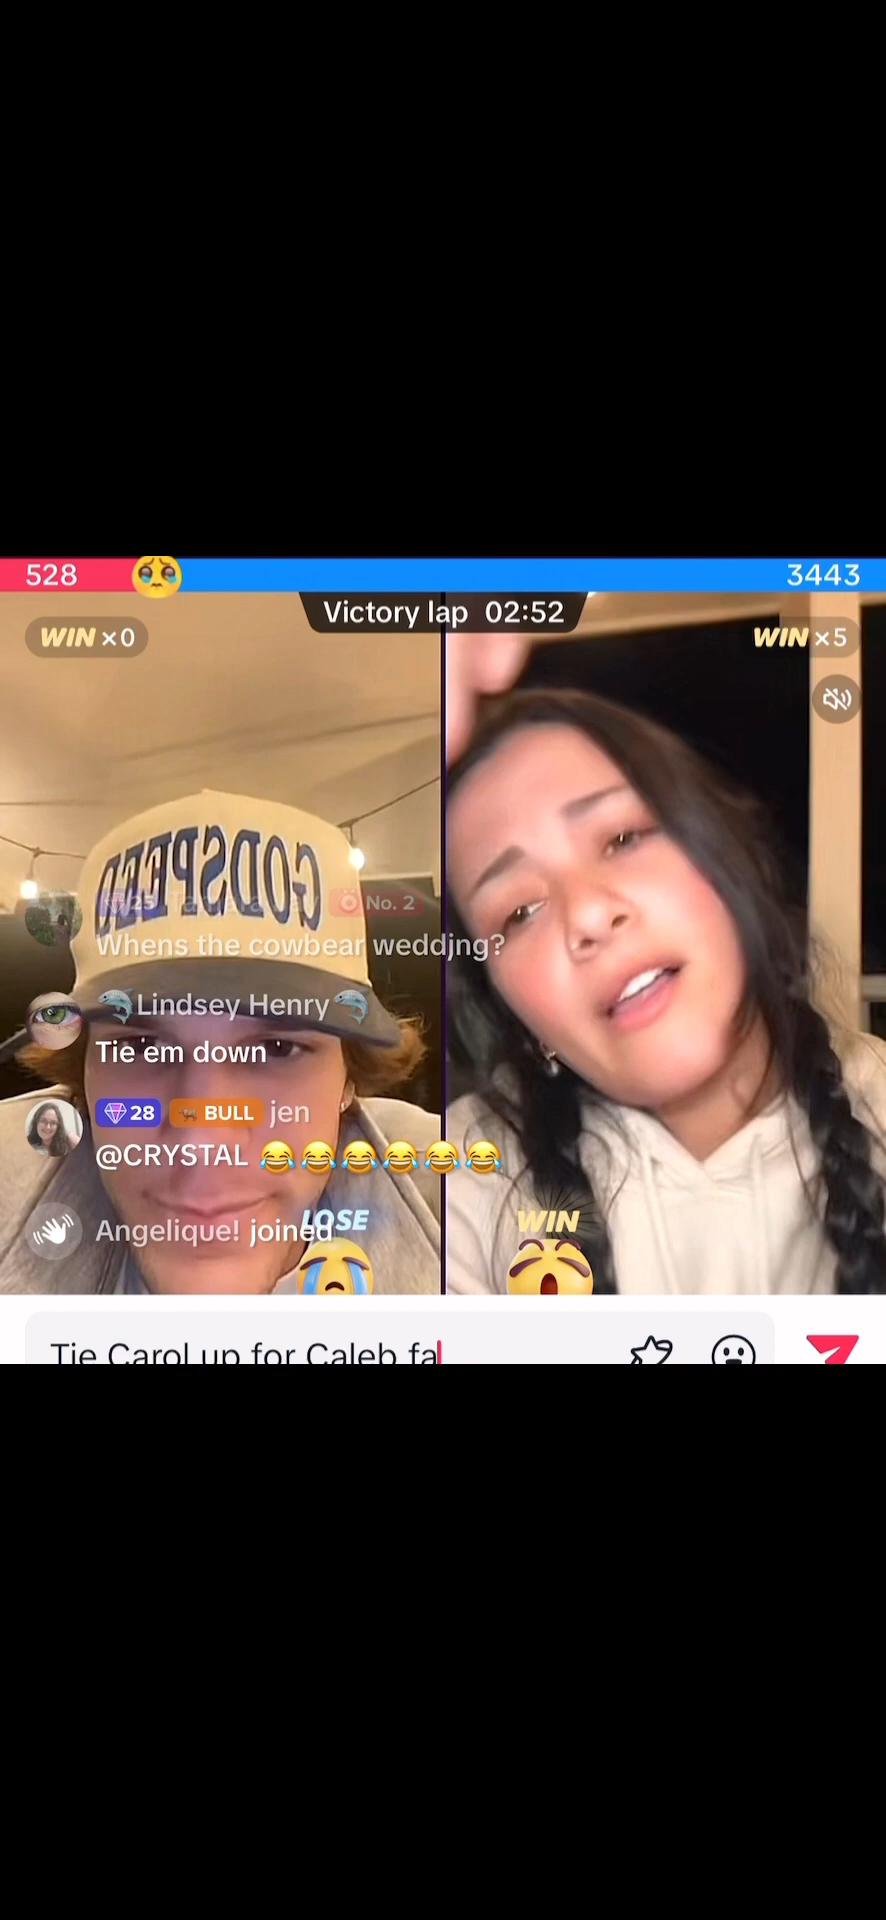 528
3443
Victory lap 02:52
WIN ×0
WIN ×5
GODSPEED
25 No. 2
Whens the cowbear weddjng?
🐬Lindsey Henry🐬
Tie em down
28 BULL jen
@CRYSTAL 😂😂😂😂😂😂
Angelique! joined
LOSE
WIN
Tie Carol up for Caleb fa